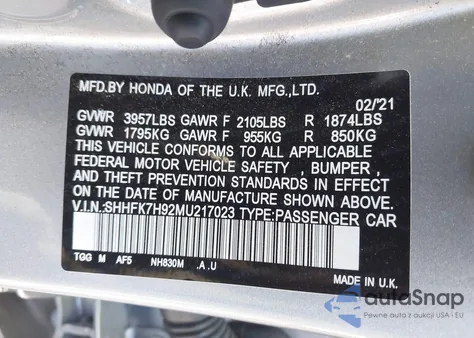 MFD.BY HONDA OF THE U.K. MFG.,LTD.
02/'21
GVWR 3957LBS GAWR F 2105LBS R 1874LBS
GVWR 1795KG GAWR F 955KG R 850KG
THIS VEHICLE CONFORMS TO ALL APPLICABLE
FEDERAL MOTOR VEHICLE SAFETY , BUMPER ,
AND THEFT PREVENTION STANDARDS IN EFFECT
ON THE DATE OF MANUFACTURE SHOWN ABOVE.
V.I.N.:SHHFK7H92MU217023 TYPE:PASSENGER CAR
TGG M AF5 NH830M .A .U
MADE IN U.K.
autoSnap
Auto z pewnych aukcji USA i EU